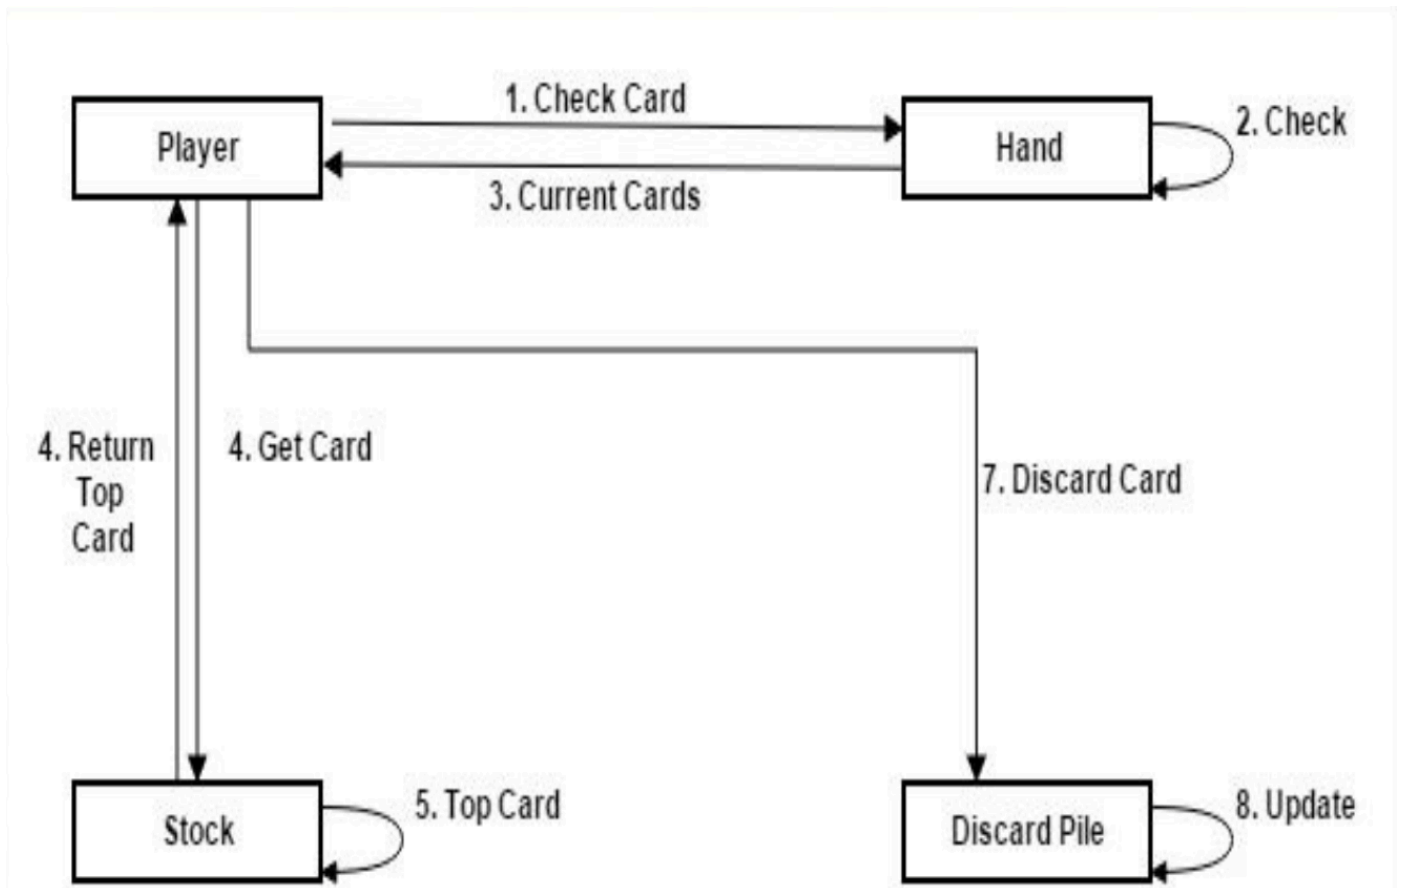 1. Check Card
Player
Hand
2. Check
3. Current Cards
4. Return
Top
Card
4. Get Card
7. Discard Card
Stock
5. Top Card
Discard Pile
8. Update